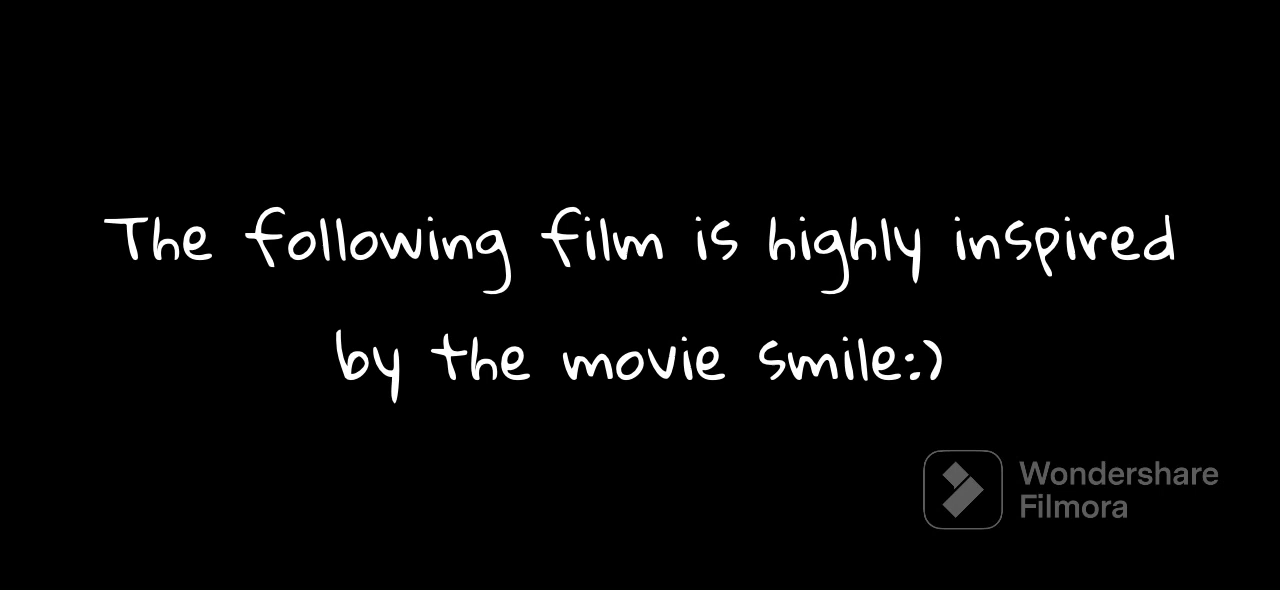 The following film is highly inspired
by the movie smile:)
Wondershare
Filmora